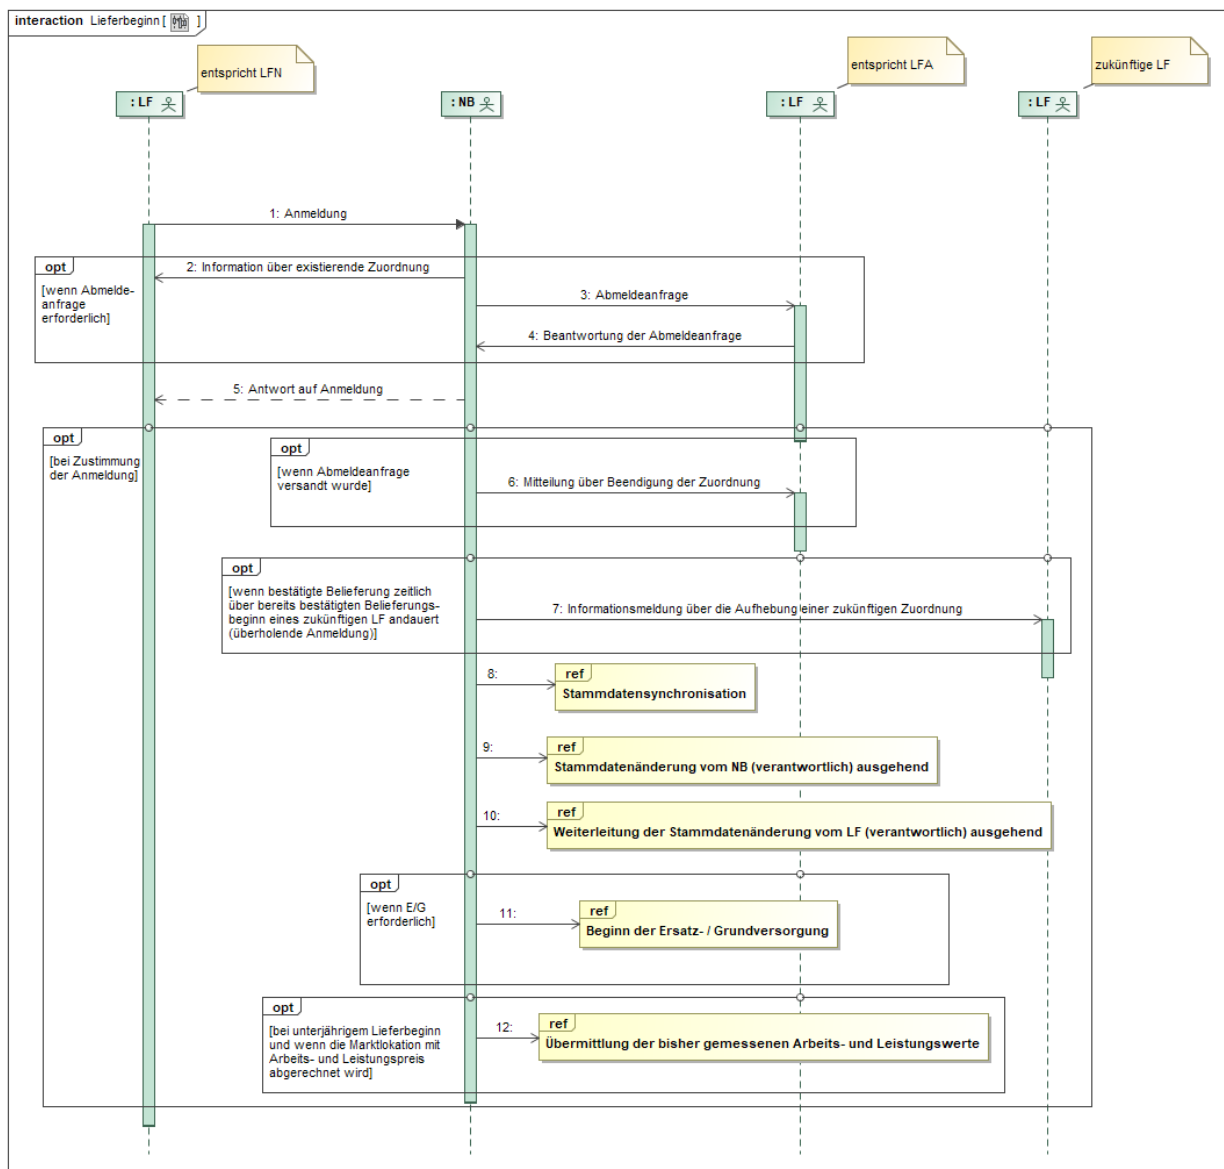 interaction Lieferbeginn [ ]
entspricht LFN
entspricht LFA
zukünftige LF
: LF
: NB
: LF
: LF
1: Anmeldung
opt
[wenn Abmelde-
anfrage
erforderlich]
2: Information über existierende Zuordnung
3: Abmeldeanfrage
4: Beantwortung der Abmeldeanfrage
5: Antwort auf Anmeldung
opt
[bei Zustimmung
der Anmeldung]
opt
[wenn Abmeldeanfrage
versandt wurde]
6: Mitteilung über Beendigung der Zuordnung
opt
[wenn bestätigte Belieferung zeitlich
über bereits bestätigten Belieferungs-
beginn eines zukünftigen LF andauert
(überholende Anmeldung)]
7: Informationsmeldung über die Aufhebung einer zukünftigen Zuordnung
8:
ref
Stammdatensynchronisation
9:
ref
Stammdatenänderung vom NB (verantwortlich) ausgehend
10:
ref
Weiterleitung der Stammdatenänderung vom LF (verantwortlich) ausgehend
opt
[wenn E/G
erforderlich]
11:
ref
Beginn der Ersatz- / Grundversorgung
opt
[bei unterjährigem Lieferbeginn
und wenn die Marktlokation mit
Arbeits- und Leistungspreis
abgerechnet wird]
12:
ref
Übermittlung der bisher gemessenen Arbeits- und Leistungswerte